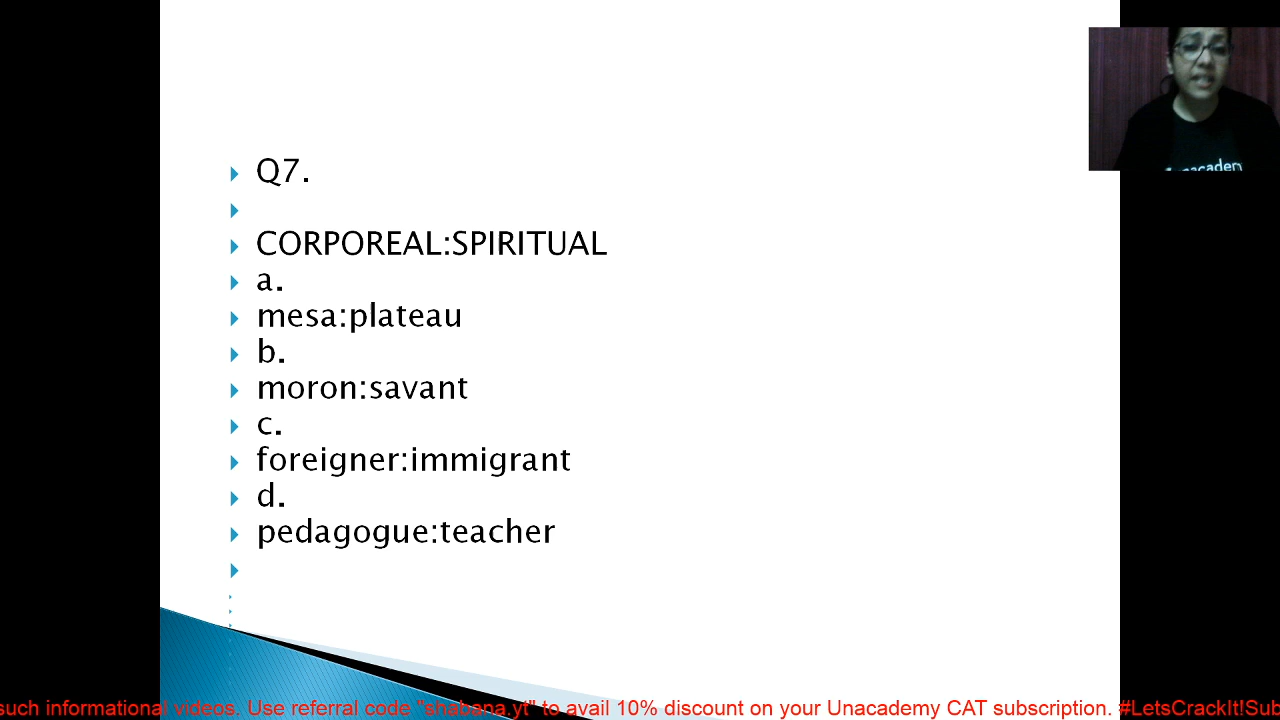 Q7.
CORPOREAL:SPIRITUAL
a.
mesa:plateau
b.
moron:savant
c.
foreigner:immigrant
d.
pedagogue:teacher
such informational videos. Use referral code "shabana.yt" to avail 10% discount on your Unacademy CAT subscription. #LetsCrackIt!Sub